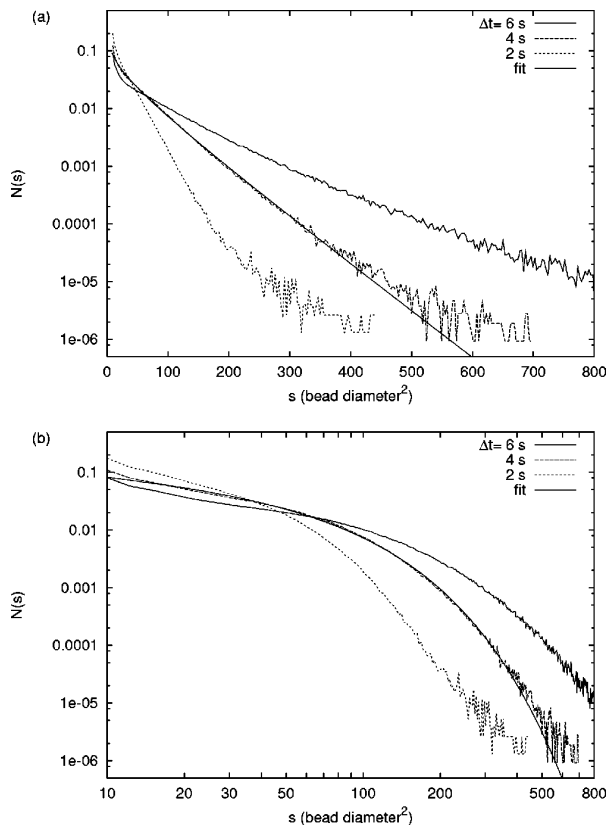 (a)
Δt= 6 s
4 s
2 s
fit
0.1
0.01
0.001
0.0001
1e-05
1e-06
N(s)
0 100 200 300 400 500 600 700 800
s (bead diameter²)
(b)
Δt= 6 s
4 s
2 s
fit
0.1
0.01
0.001
0.0001
1e-05
1e-06
N(s)
10 20 30 50 100 200 300 500 800
s (bead diameter²)